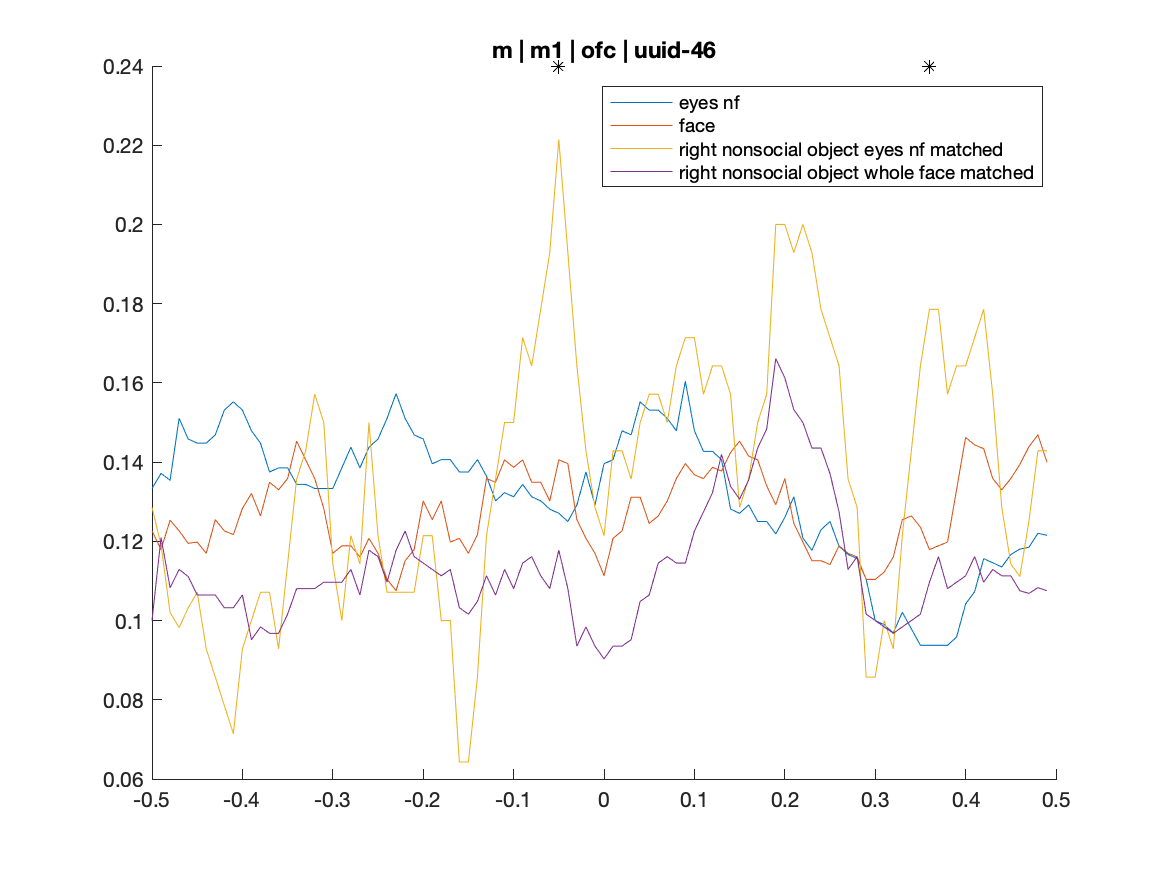 m | m1 | ofc | uuid-46
0.24
0.22
0.2
0.18
0.16
0.14
0.12
0.1
0.08
0.06
eyes nf
face
right nonsocial object eyes nf matched
right nonsocial object whole face matched
-0.5 -0.4 -0.3 -0.2 -0.1 0 0.1 0.2 0.3 0.4 0.5